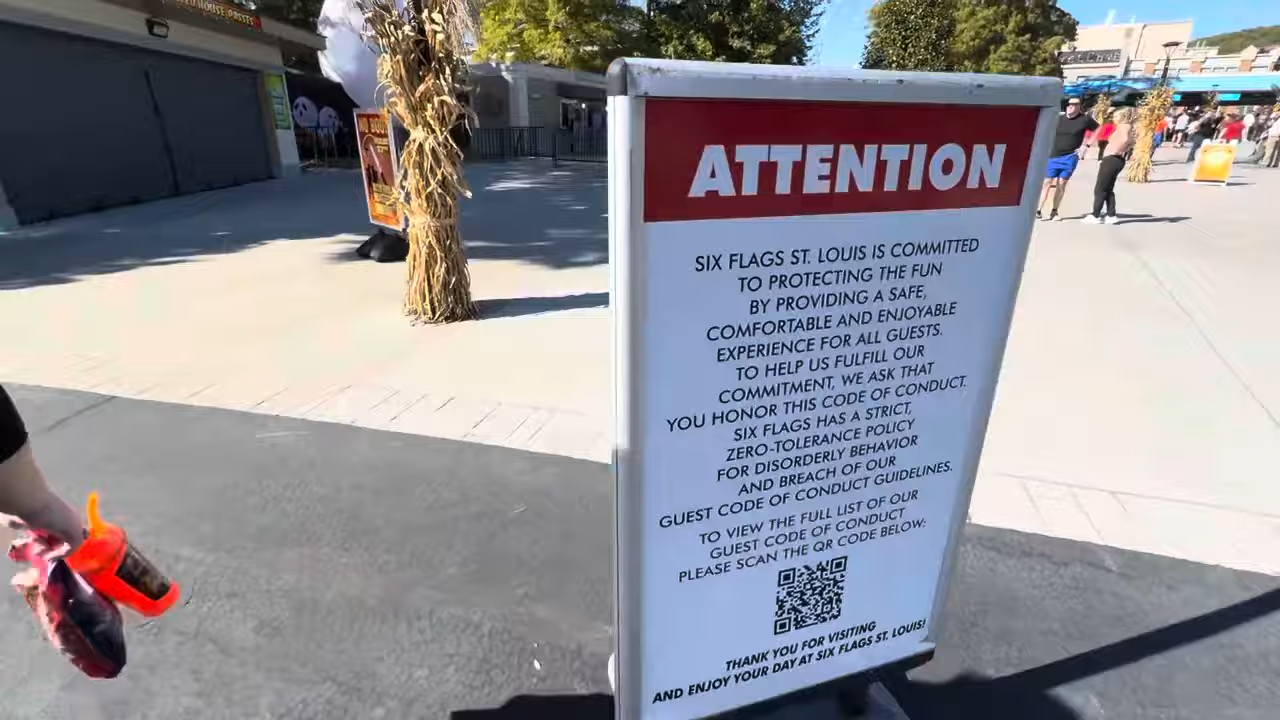 ATTENTION
SIX FLAGS ST. LOUIS IS COMMITTED
TO PROTECTING THE FUN
BY PROVIDING A SAFE,
COMFORTABLE AND ENJOYABLE
EXPERIENCE FOR ALL GUESTS.
TO HELP US FULFILL OUR
COMMITMENT, WE ASK THAT
YOU HONOR THIS CODE OF CONDUCT.
SIX FLAGS HAS A STRICT,
ZERO-TOLERANCE POLICY
FOR DISORDERLY BEHAVIOR
AND BREACH OF OUR
GUEST CODE OF CONDUCT GUIDELINES.
TO VIEW THE FULL LIST OF OUR
GUEST CODE OF CONDUCT
PLEASE SCAN THE QR CODE BELOW:
THANK YOU FOR VISITING
AND ENJOY YOUR DAY AT SIX FLAGS ST. LOUIS!